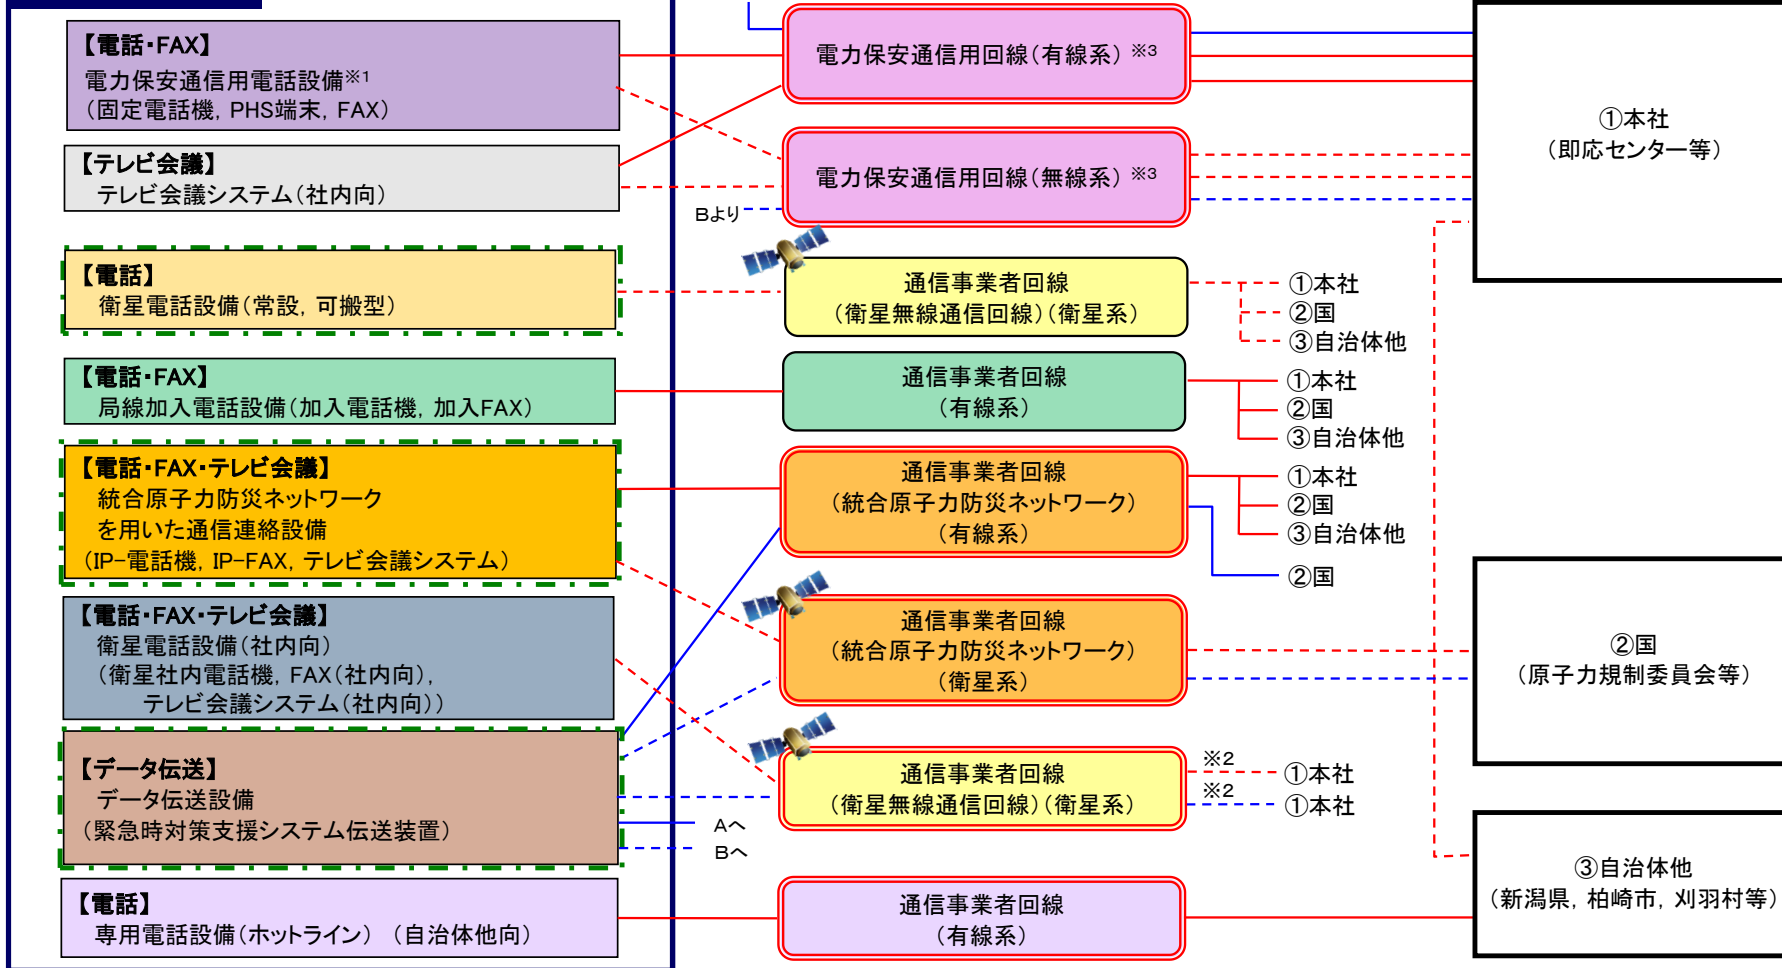 【電話・FAX】
電力保安通信用電話設備※1
（固定電話機，PHS端末，FAX）
【テレビ会議】
テレビ会議システム（社内向）
【電話】
衛星電話設備（常設，可搬型）
【電話・FAX】
局線加入電話設備（加入電話機，加入FAX）
【電話・FAX・テレビ会議】
統合原子力防災ネットワーク
を用いた通信連絡設備
（IP-電話機，IP-FAX，テレビ会議システム）
【電話・FAX・テレビ会議】
衛星電話設備（社内向）
（衛星社内電話機，FAX（社内向），
テレビ会議システム（社内向））
【データ伝送】
データ伝送設備
（緊急時対策支援システム伝送装置）
【電話】
専用電話設備（ホットライン）　（自治体他向）
Aへ
Bへ
Bより
電力保安通信用回線（有線系）※3
電力保安通信用回線（無線系）※3
通信事業者回線
（衛星無線通信回線）（衛星系）
①本社
②国
③自治体他
通信事業者回線
（有線系）
①本社
②国
③自治体他
通信事業者回線
（統合原子力防災ネットワーク）
（有線系）
①本社
②国
③自治体他
②国
通信事業者回線
（統合原子力防災ネットワーク）
（衛星系）
通信事業者回線
（衛星無線通信回線）（衛星系）
※2
①本社
※2
①本社
通信事業者回線
（有線系）
①本社
（即応センター等）
②国
（原子力規制委員会等）
③自治体他
（新潟県，柏崎市，刈羽村等）